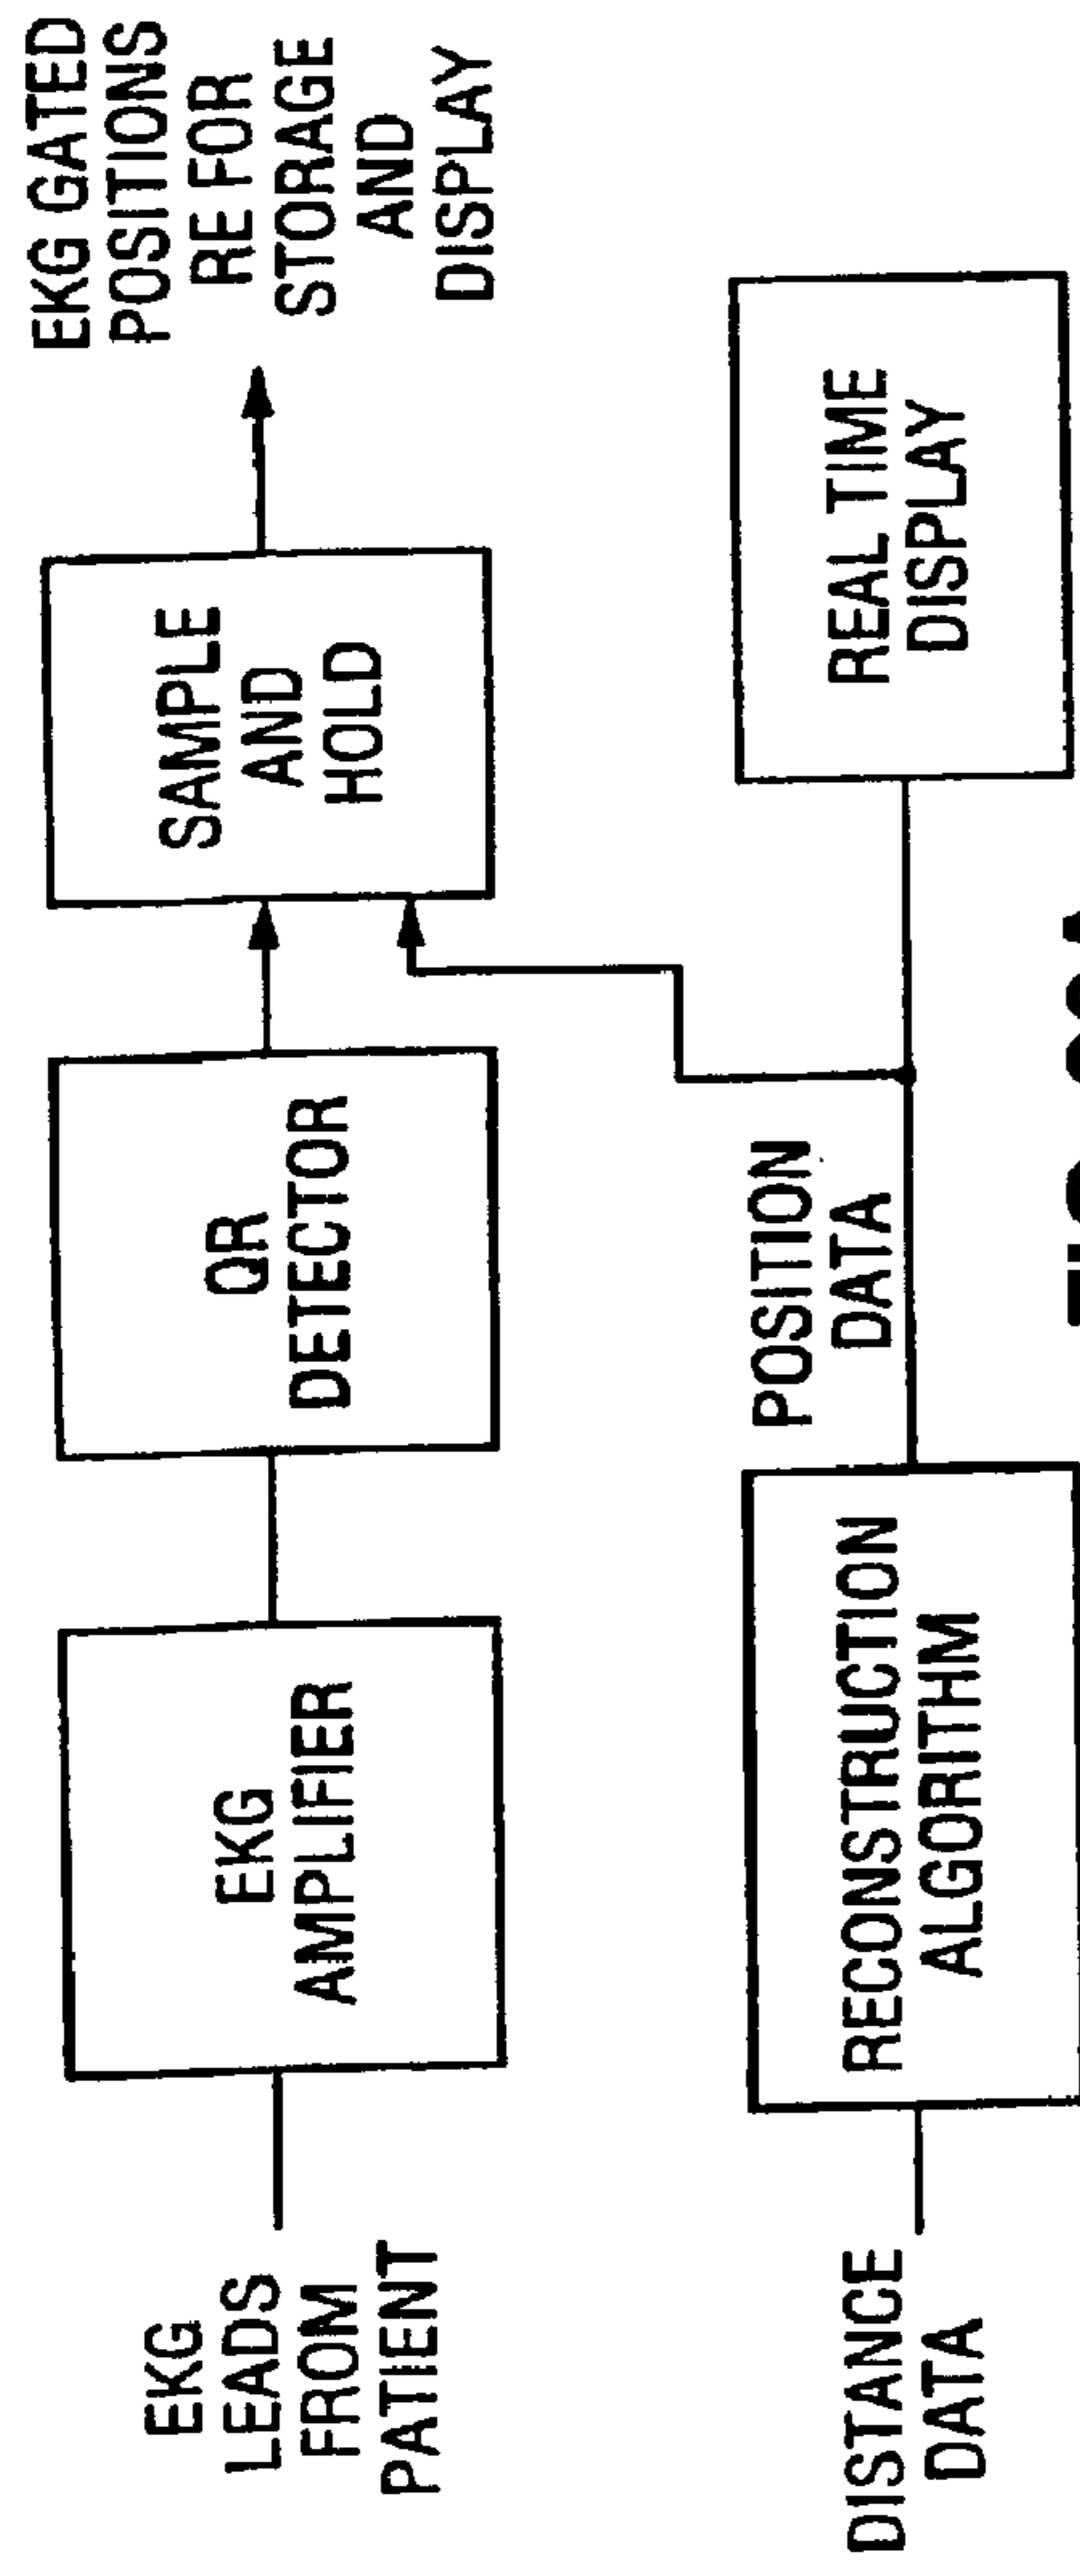 EKG
LEADS
FROM
PATIENT
EKG
AMPLIFIER
QR
DETECTOR
SAMPLE
AND
HOLD
EKG GATED
POSITIONS
RE FOR
STORAGE
AND
DISPLAY
DISTANCE
DATA
RECONSTRUCTION
ALGORITHM
POSITION
DATA
REAL TIME
DISPLAY